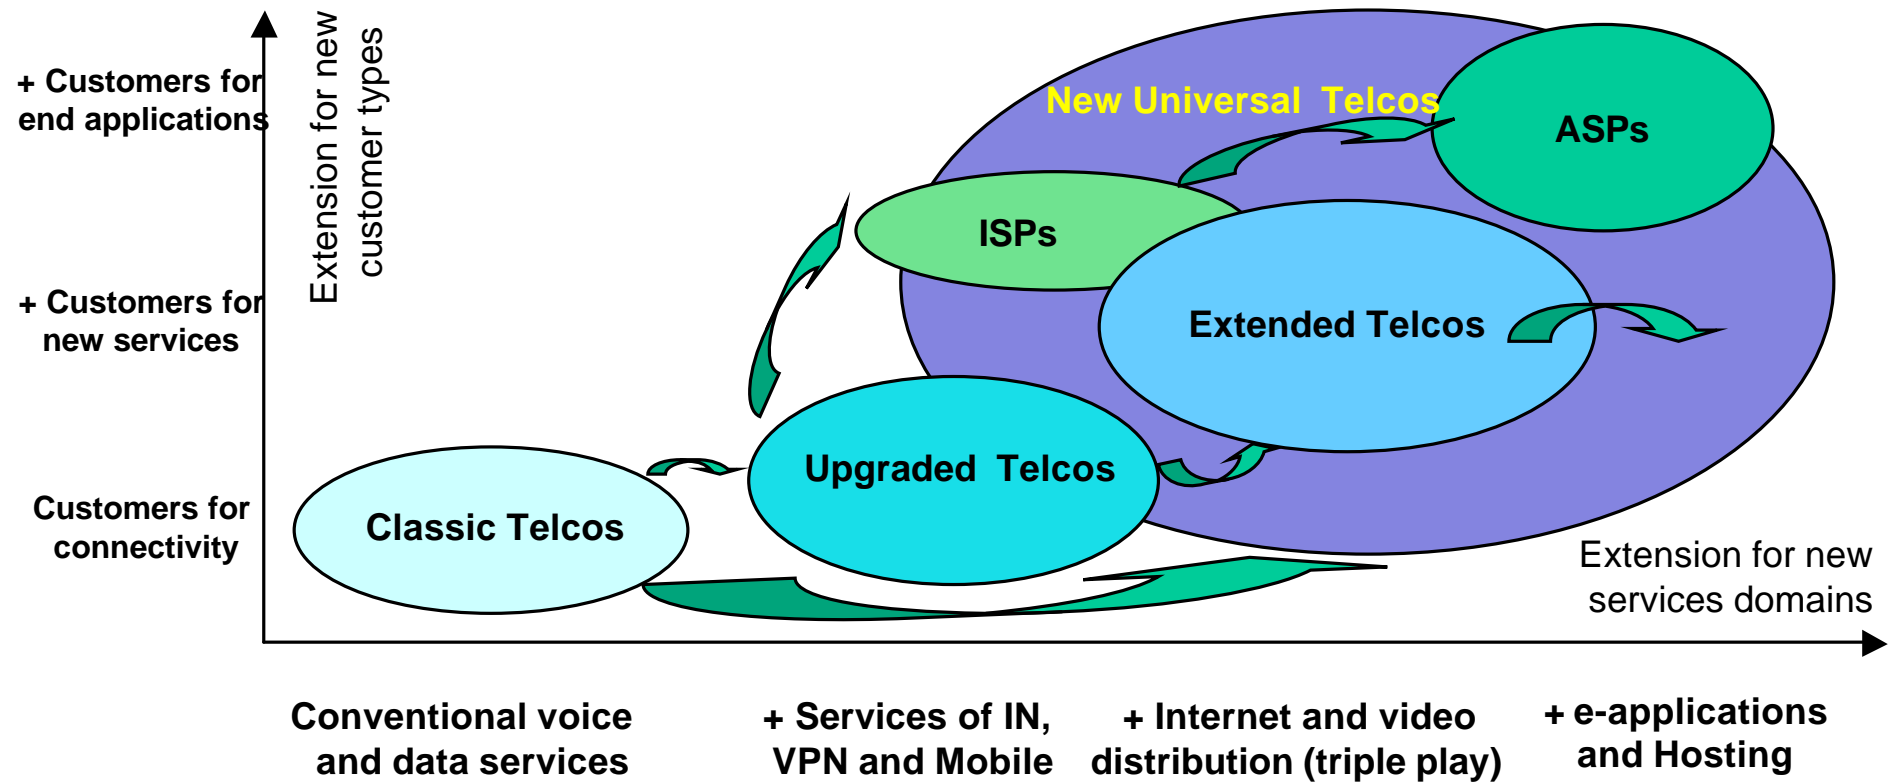 Extension for new
customer types
+ Customers for
end applications
New Universal Telcos
ASPs
ISPs
+ Customers for
new services
Extended Telcos
Upgraded Telcos
Customers for
connectivity
Classic Telcos
Extension for new
services domains
Conventional voice
and data services
+ Services of IN,
VPN and Mobile
+ Internet and video
distribution (triple play)
+ e-applications
and Hosting